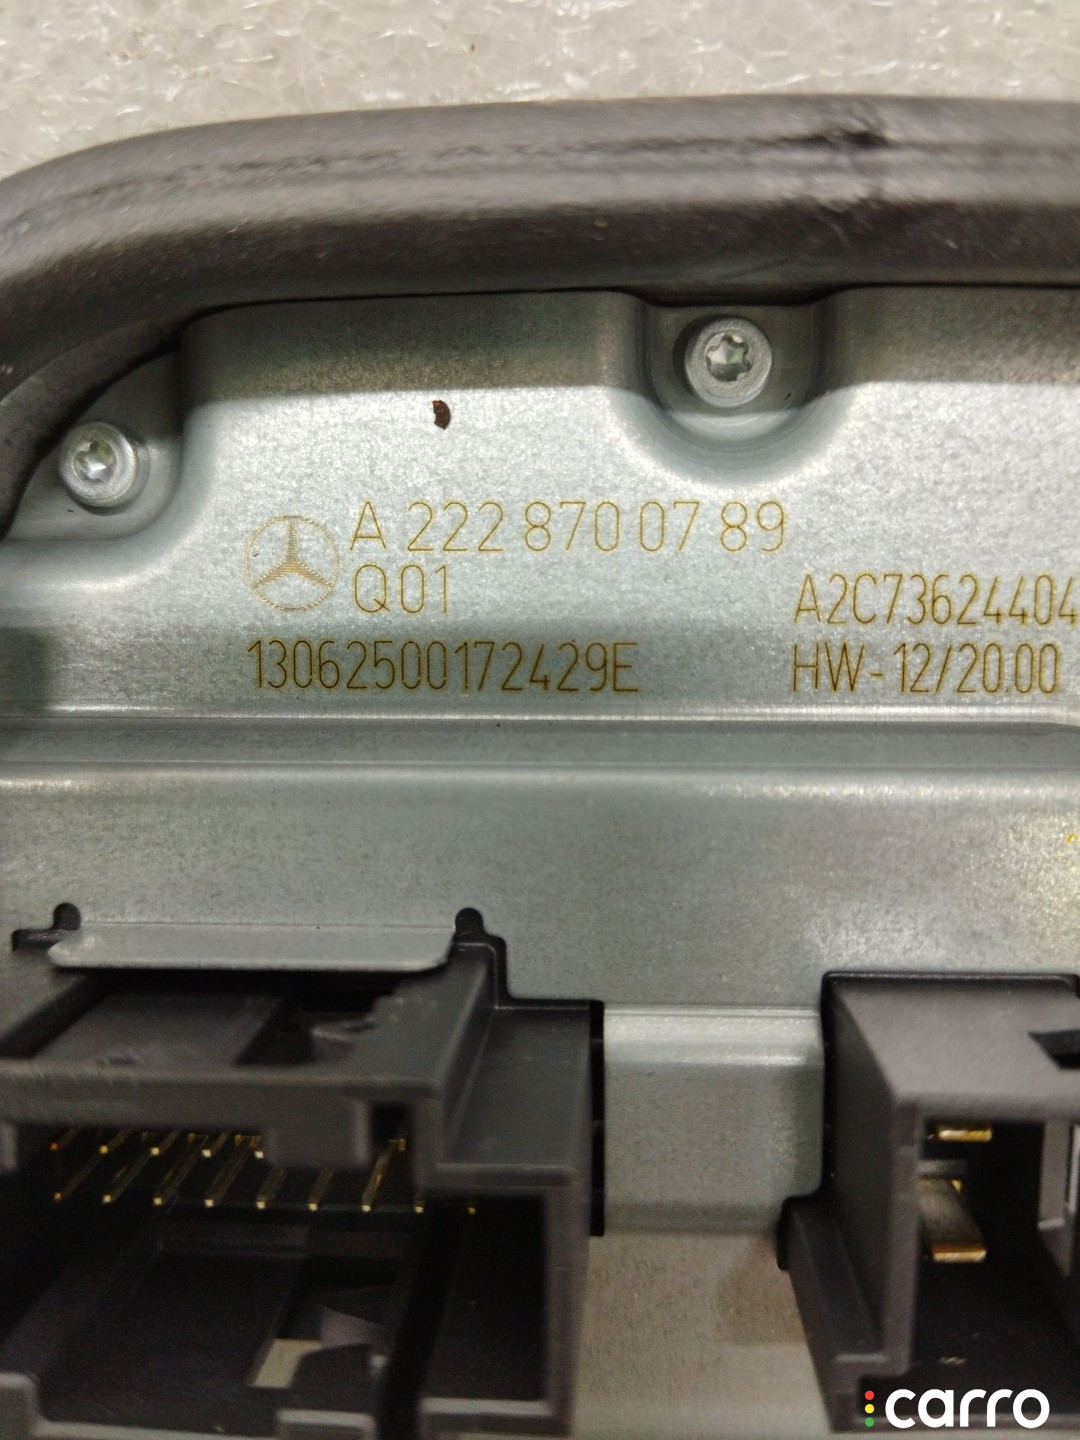 A 222 870 07 89
Q01
13062500172429E
A2C73624404
HW-12/20.00
carro